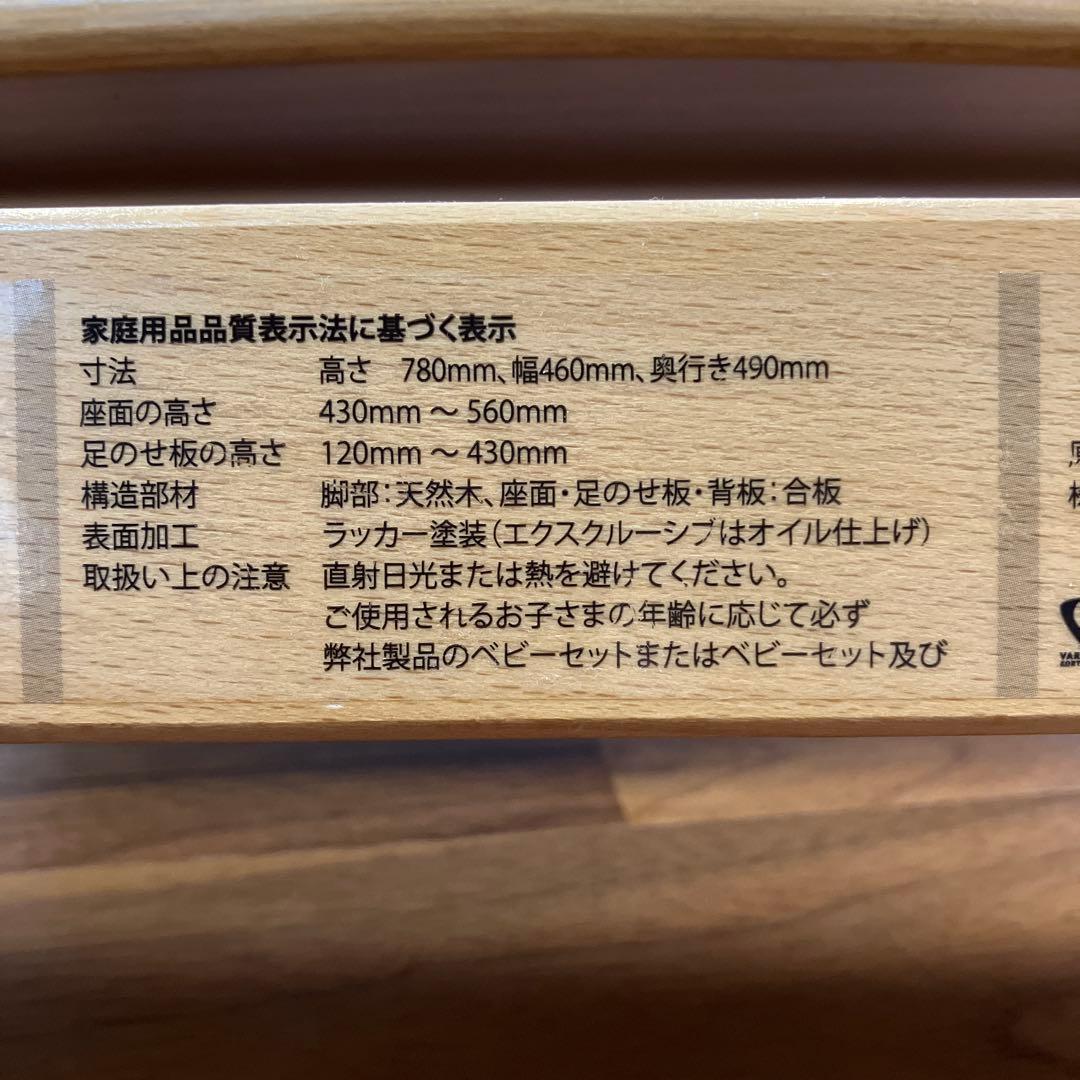 家庭用品品質表示法に基づく表示
寸法 高さ 780mm、幅460mm、奥行き490mm
座面の高さ 430mm ～ 560mm
足のせ板の高さ 120mm ～ 430mm
構造部材 脚部：天然木、座面・足のせ板・背板：合板
表面加工 ラッカー塗装（エクスクルーシブはオイル仕上げ）
取扱い上の注意 直射日光または熱を避けてください。
ご使用されるお子さまの年齢に応じて必ず
弊社製品のベビーセットまたはベビーセット及び